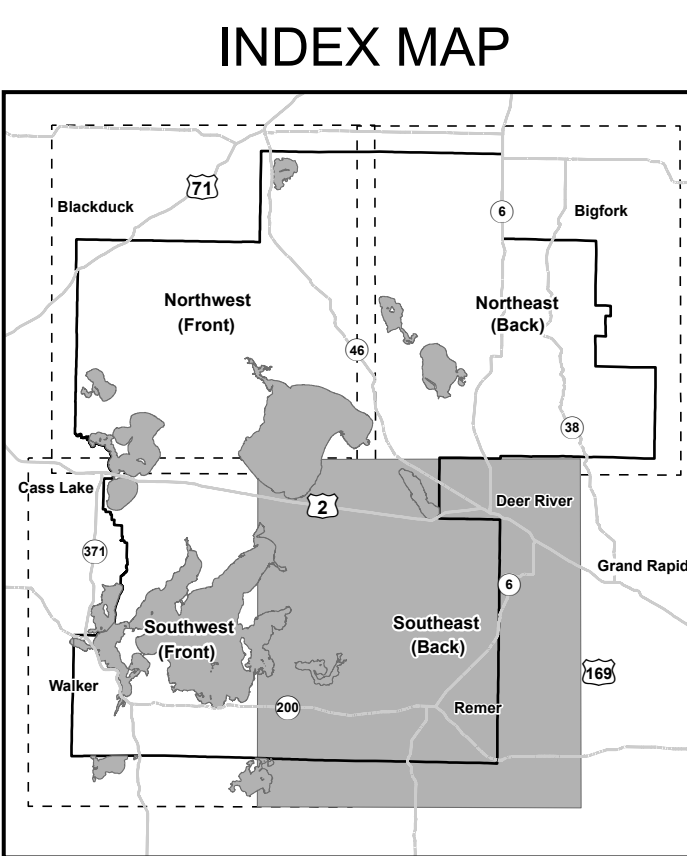 INDEX MAP
71
Blackduck
6
Bigfork
Northwest
(Front)
Northeast
(Back)
46
38
Cass Lake
2
Deer River
371
Grand Rapid
6
Southwest
(Front)
Southeast
(Back)
169
Walker
200
Remer